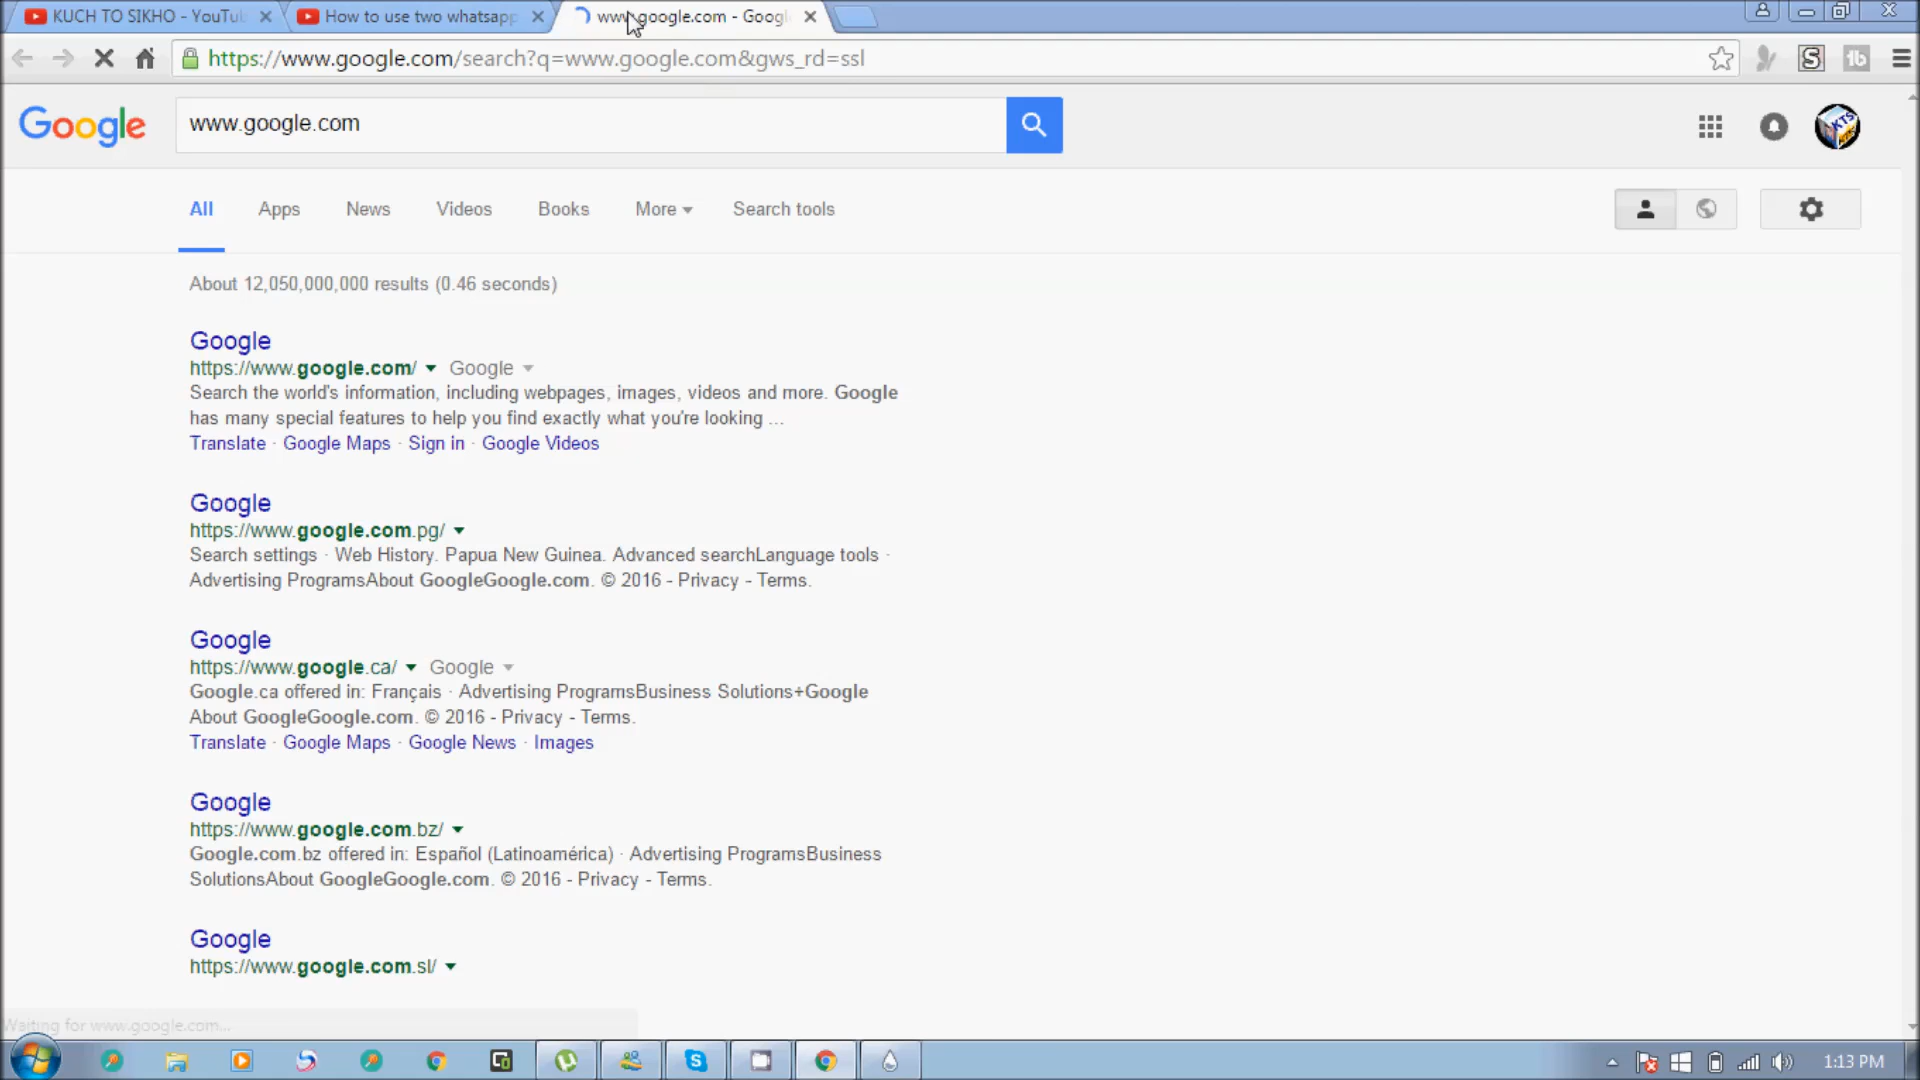 KUCH TO SIKHO - YouTu
How to use two whatsapp
www.google.com - Googl
https://www.google.com/search?q=www.google.com&gws_rd=ssl
Google
www.google.com
KTS
All
Apps
News
Videos
Books
More
Search tools
About 12,050,000,000 results (0.46 seconds)
Google
https://www.google.com/ Google
Search the world's information, including webpages, images, videos and more. Google
has many special features to help you find exactly what you're looking ...
Translate · Google Maps · Sign in · Google Videos
Google
https://www.google.com.pg/
Search settings · Web History. Papua New Guinea. Advanced searchLanguage tools ·
Advertising ProgramsAbout GoogleGoogle.com. © 2016 - Privacy - Terms.
Google
https://www.google.ca/ Google
Google.ca offered in: Français · Advertising ProgramsBusiness Solutions+Google
About GoogleGoogle.com. © 2016 - Privacy - Terms.
Translate · Google Maps · Google News · Images
Google
https://www.google.com.bz/
Google.com.bz offered in: Español (Latinoamérica) · Advertising ProgramsBusiness
SolutionsAbout GoogleGoogle.com. © 2016 - Privacy - Terms.
Google
https://www.google.com.sl/
Waiting for www.google.com...
1:13 PM